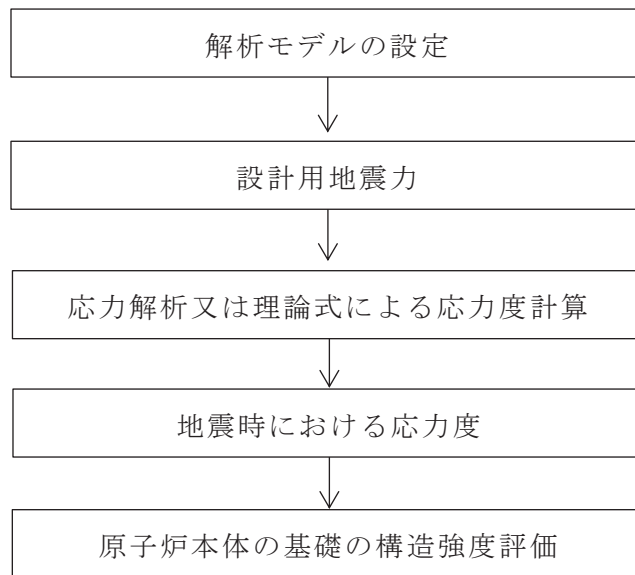 解析モデルの設定
設計用地震力
応力解析又は理論式による応力度計算
地震時における応力度
原子炉本体の基礎の構造強度評価